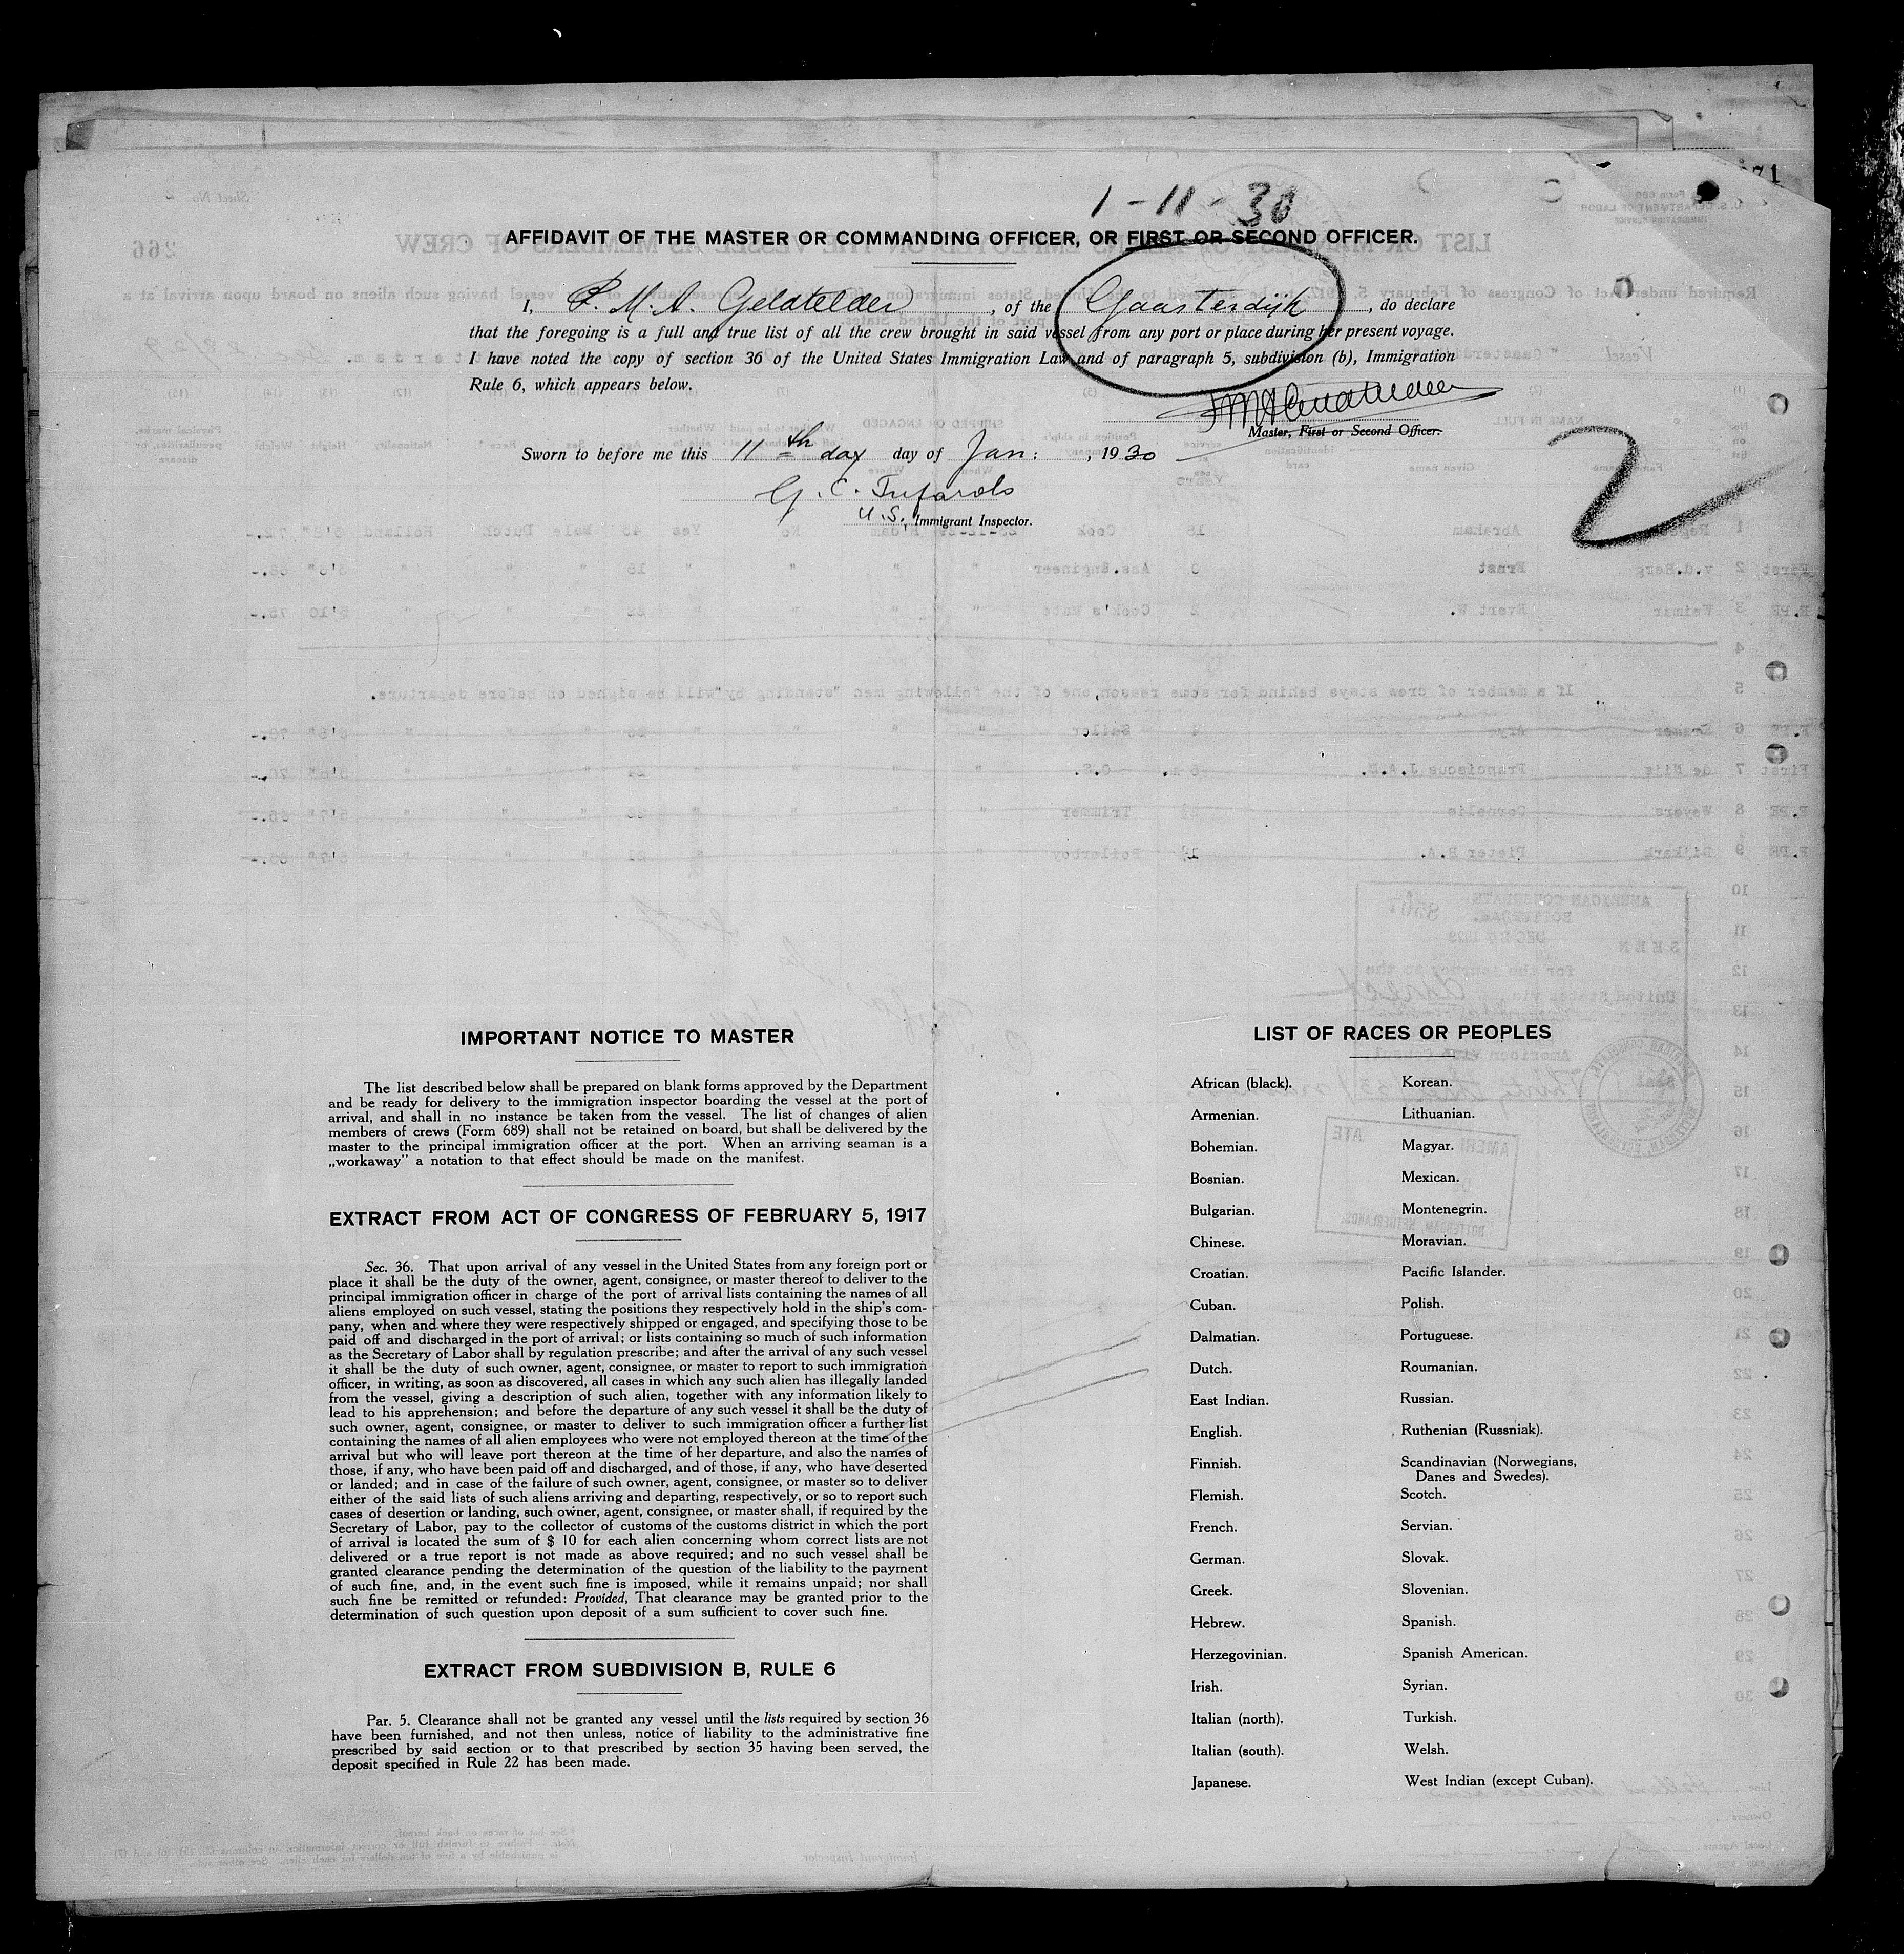 71
1-11-30
AFFIDAVIT OF THE MASTER OR COMMANDING OFFICER, OR FIRST OR SECOND OFFICER.
I, P. M. A. Geldtelder, of the Gaasterdijk, do declare
that the foregoing is a full and true list of all the crew brought in said vessel from any port or place during her present voyage.
I have noted the copy of section 36 of the United States Immigration Law and of paragraph 5, subdivision (b), Immigration
Rule 6, which appears below.
Master, First or Second Officer.
2
Sworn to before me this 11th day day of Jan: , 1930
G. C.
U.S. Immigrant Inspector.
IMPORTANT NOTICE TO MASTER
The list described below shall be prepared on blank forms approved by the Department
and be ready for delivery to the immigration inspector boarding the vessel at the port of
arrival, and shall in no instance be taken from the vessel. The list of changes of alien
members of crews (Form 689) shall not be retained on board, but shall be delivered by the
master to the principal immigration officer at the port. When an arriving seaman is a
„workaway” a notation to that effect should be made on the manifest.
EXTRACT FROM ACT OF CONGRESS OF FEBRUARY 5, 1917
Sec. 36. That upon arrival of any vessel in the United States from any foreign port or
place it shall be the duty of the owner, agent, consignee, or master thereof to deliver to the
principal immigration officer in charge of the port of arrival lists containing the names of all
aliens employed on such vessel, stating the positions they respectively hold in the ship's com-
pany, when and where they were respectively shipped or engaged, and specifying those to be
paid off and discharged in the port of arrival; or lists containing so much of such information
as the Secretary of Labor shall by regulation prescribe; and after the arrival of any such vessel
it shall be the duty of such owner, agent, consignee, or master to report to such immigration
officer, in writing, as soon as discovered, all cases in which any such alien has illegally landed
from the vessel, giving a description of such alien, together with any information likely to
lead to his apprehension; and before the departure of any such vessel it shall be the duty of
such owner, agent, consignee, or master to deliver to such immigration officer a further list
containing the names of all alien employees who were not employed thereon at the time of the
arrival but who will leave port thereon at the time of her departure, and also the names of
those, if any, who have been paid off and discharged, and of those, if any, who have deserted
or landed; and in case of the failure of such owner, agent, consignee, or master so to deliver
either of the said lists of such aliens arriving and departing, respectively, or so to report such
cases of desertion or landing, such owner, agent, consignee, or master shall, if required by the
Secretary of Labor, pay to the collector of customs of the customs district in which the port
of arrival is located the sum of $ 10 for each alien concerning whom correct lists are not
delivered or a true report is not made as above required; and no such vessel shall be
granted clearance pending the determination of the question of the liability to the payment
of such fine, and, in the event such fine is imposed, while it remains unpaid; nor shall
such fine be remitted or refunded: Provided, That clearance may be granted prior to the
determination of such question upon deposit of a sum sufficient to cover such fine.
EXTRACT FROM SUBDIVISION B, RULE 6
Par. 5. Clearance shall not be granted any vessel until the lists required by section 36
have been furnished, and not then unless, notice of liability to the administrative fine
prescribed by said section or to that prescribed by section 35 having been served, the
deposit specified in Rule 22 has been made.
LIST OF RACES OR PEOPLES
African (black).
Armenian.
Bohemian.
Bosnian.
Bulgarian.
Chinese.
Croatian.
Cuban.
Dalmatian.
Dutch.
East Indian.
English.
Finnish.
Flemish.
French.
German.
Greek.
Hebrew.
Herzegovinian.
Irish.
Italian (north).
Italian (south).
Japanese.
Korean.
Lithuanian.
Magyar.
Mexican.
Montenegrin.
Moravian.
Pacific Islander.
Polish.
Portuguese.
Roumanian.
Russian.
Ruthenian (Russniak).
Scandinavian (Norwegians,
Danes and Swedes).
Scotch.
Servian.
Slovak.
Slovenian.
Spanish.
Spanish American.
Syrian.
Turkish.
Welsh.
West Indian (except Cuban).